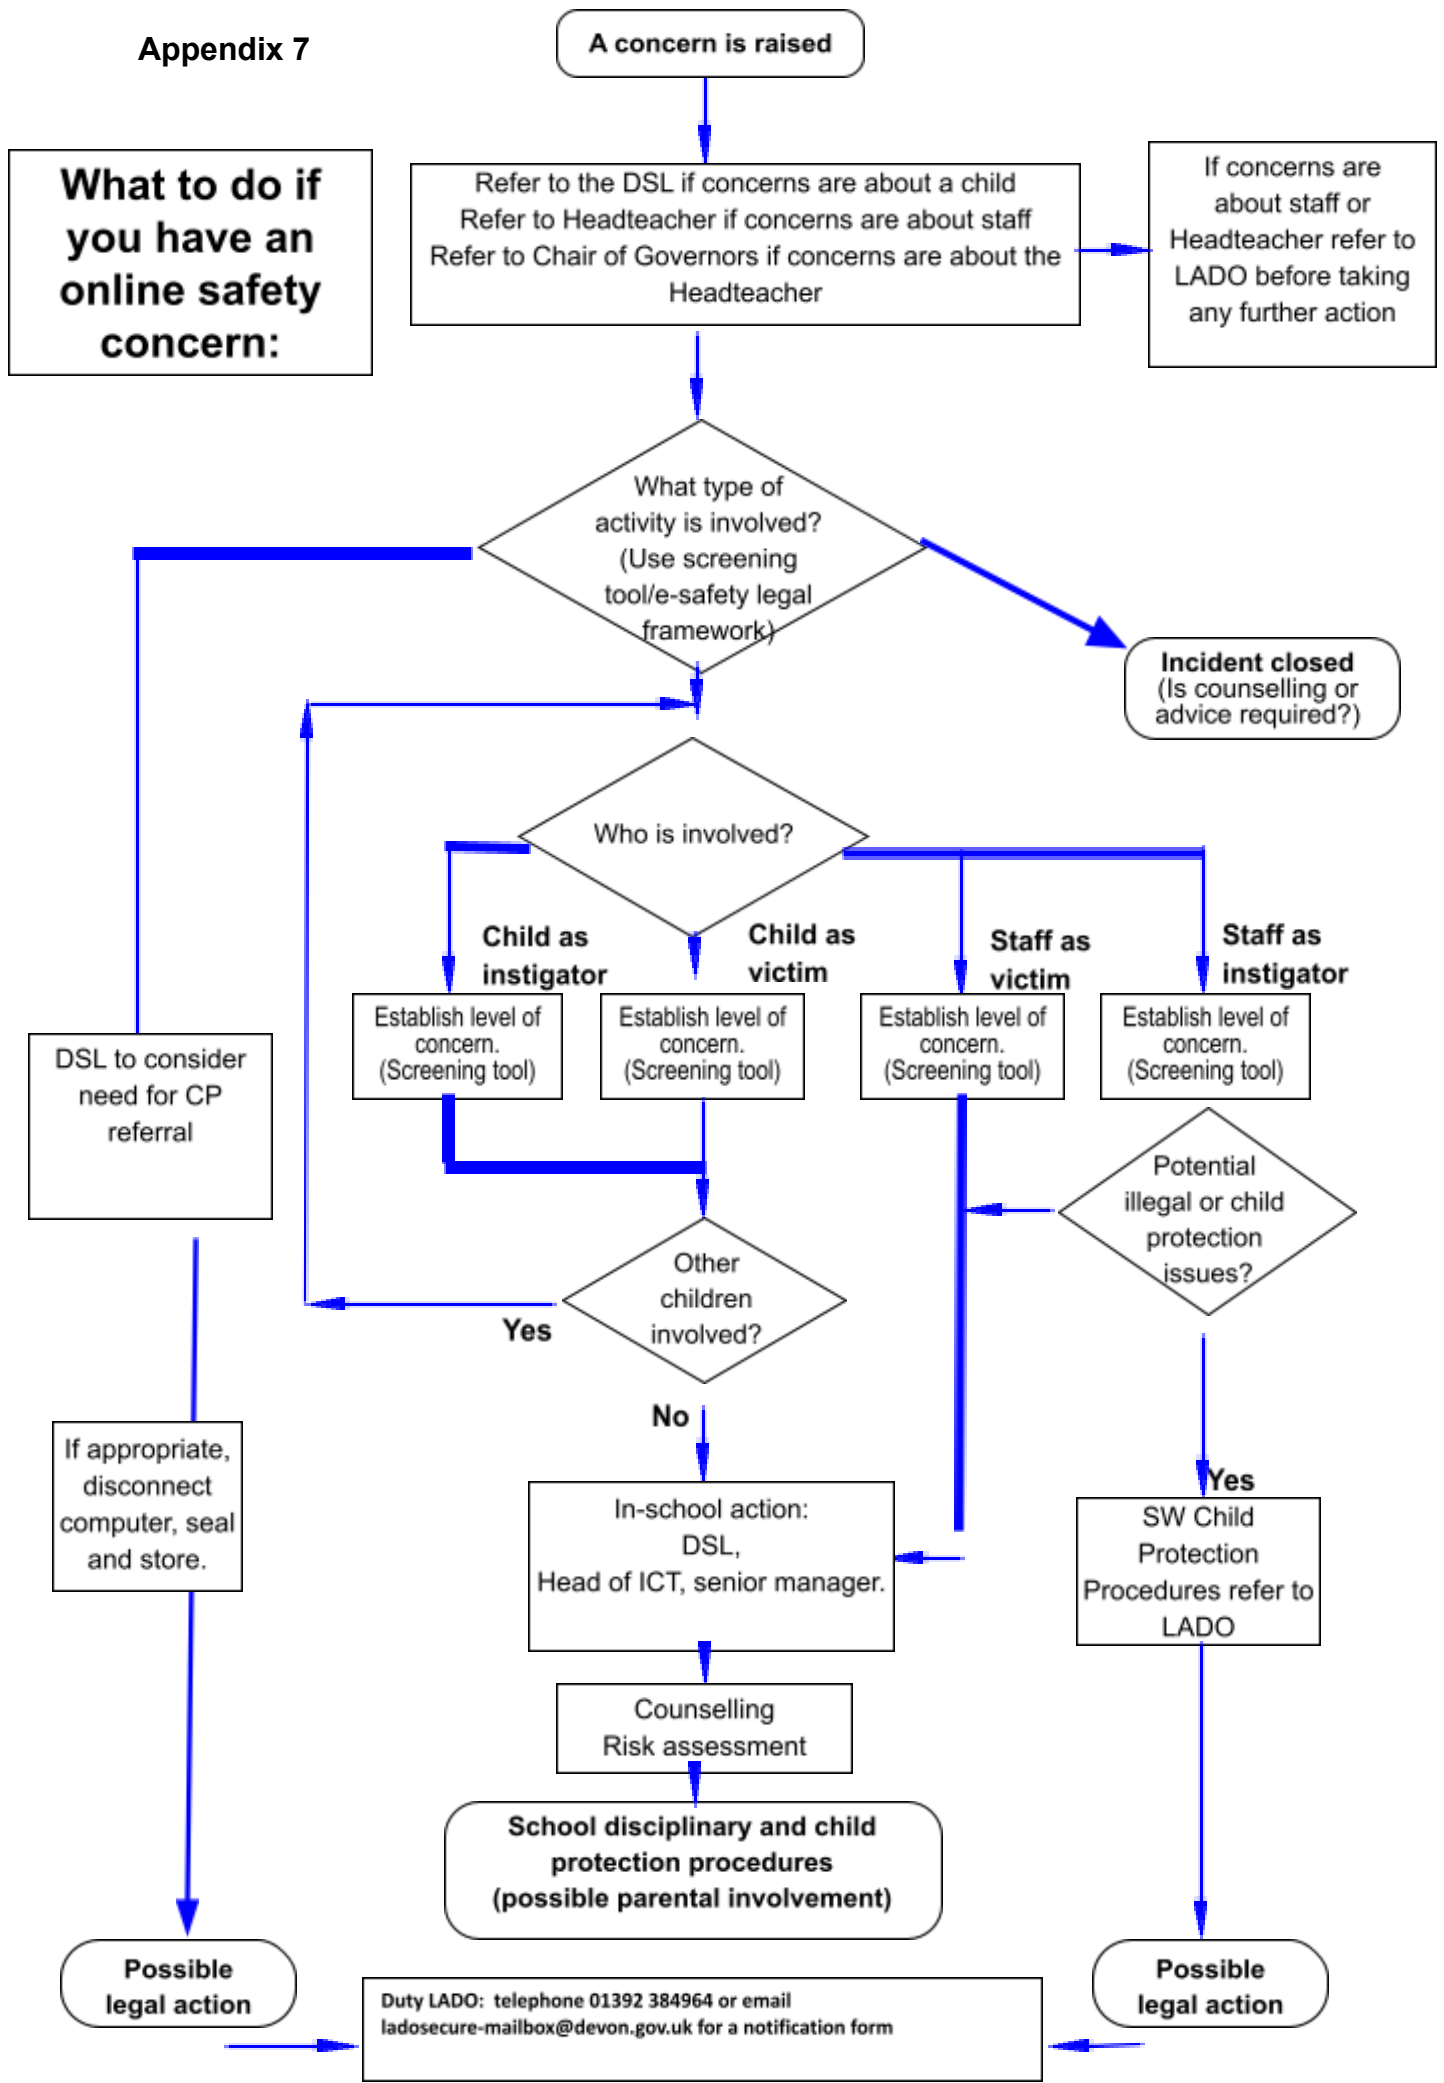 Appendix 7
A concern is raised
What to do if
you have an
online safety
concern:
Refer to the DSL if concerns are about a child
Refer to Headteacher if concerns are about staff
Refer to Chair of Governors if concerns are about the
Headteacher
If concerns are
about staff or
Headteacher refer to
LADO before taking
any further action
What type of
activity is involved?
(Use screening
tool/e-safety legal
framework)
Incident closed
(Is counselling or
advice required?)
Who is involved?
Child as
instigator
Child as
victim
Staff as
victim
Staff as
instigator
Establish level of
concern.
(Screening tool)
Establish level of
concern.
(Screening tool)
Establish level of
concern.
(Screening tool)
Establish level of
concern.
(Screening tool)
DSL to consider
need for CP
referral
Potential
illegal or child
protection
issues?
Other
children
involved?
Yes
No
If appropriate,
disconnect
computer, seal
and store.
In-school action:
DSL,
Head of ICT, senior manager.
Yes
SW Child
Protection
Procedures refer to
LADO
Counselling
Risk assessment
School disciplinary and child
protection procedures
(possible parental involvement)
Possible
legal action
Possible
legal action
Duty LADO: telephone 01392 384964 or email
ladosecure-mailbox@devon.gov.uk for a notification form